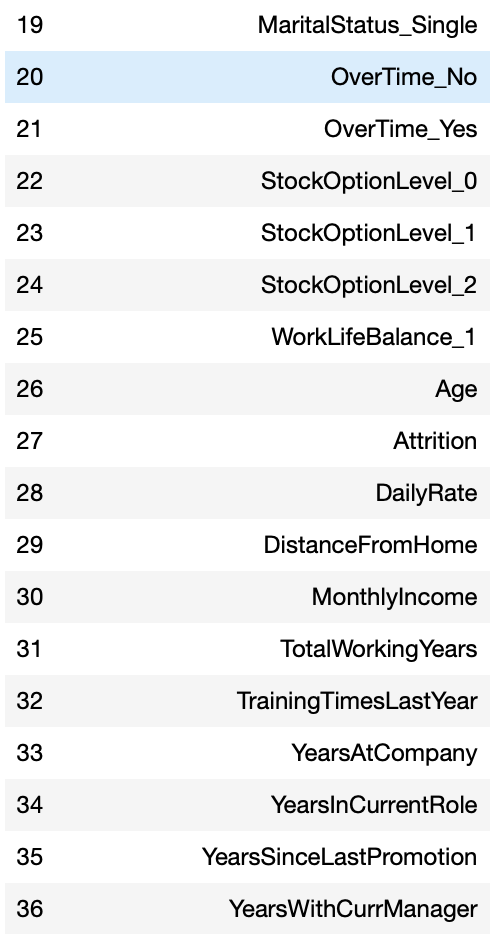 19 MaritalStatus_Single
20 OverTime_No
21 OverTime_Yes
22 StockOptionLevel_0
23 StockOptionLevel_1
24 StockOptionLevel_2
25 WorkLifeBalance_1
26 Age
27 Attrition
28 DailyRate
29 DistanceFromHome
30 MonthlyIncome
31 TotalWorkingYears
32 TrainingTimesLastYear
33 YearsAtCompany
34 YearsInCurrentRole
35 YearsSinceLastPromotion
36 YearsWithCurrManager